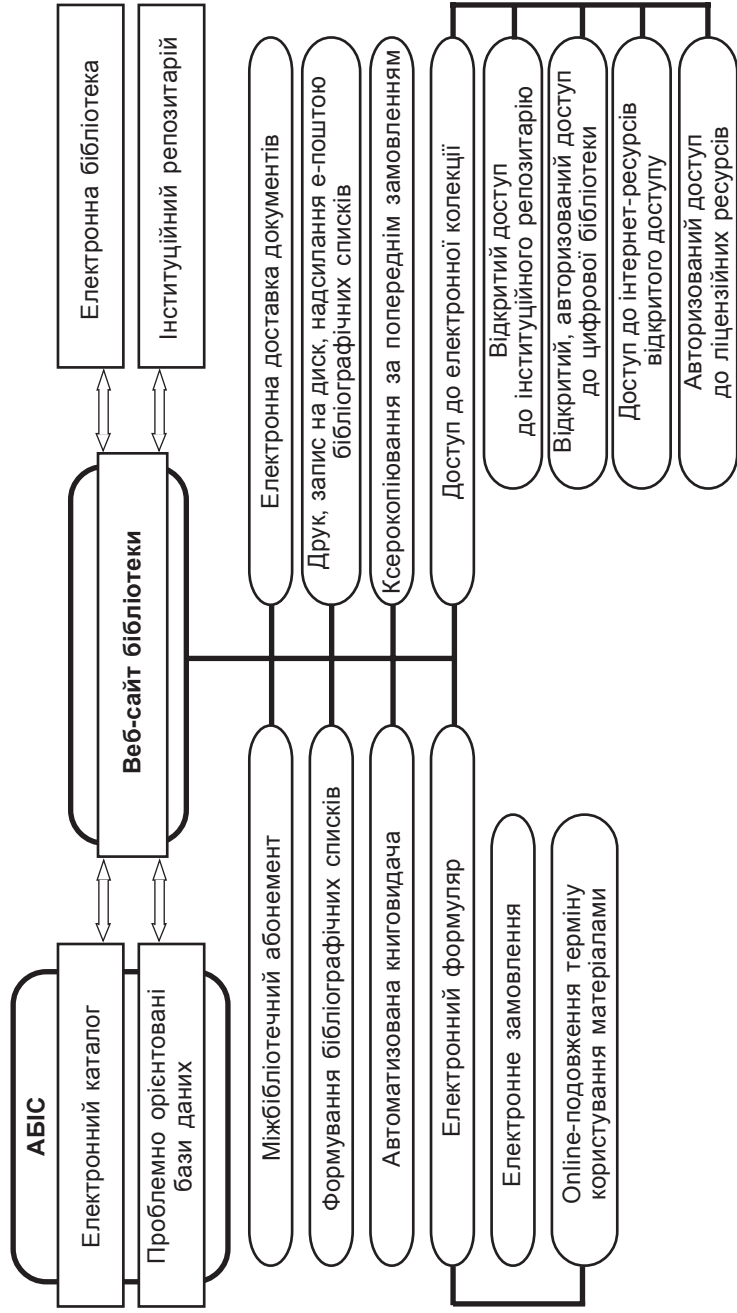 АБІС
Електронний каталог
Проблемно орієнтовані
бази даних
Веб-сайт бібліотеки
Електронна бібліотека
Інституційний репозитарій
Міжбібліотечний абонемент
Формування бібліографічних списків
Автоматизована книговидача
Електронний формуляр
Електронне замовлення
Online-подовження терміну
користування матеріалами
Електронна доставка документів
Друк, запис на диск, надсилання е-поштою
бібліографічних списків
Ксерокопіювання за попереднім замовленням
Доступ до електронної колекції
Відкритий доступ
до інституційного репозитарію
Відкритий, авторизований доступ
до цифрової бібліотеки
Доступ до інтернет-ресурсів
відкритого доступу
Авторизований доступ
до ліцензійних ресурсів